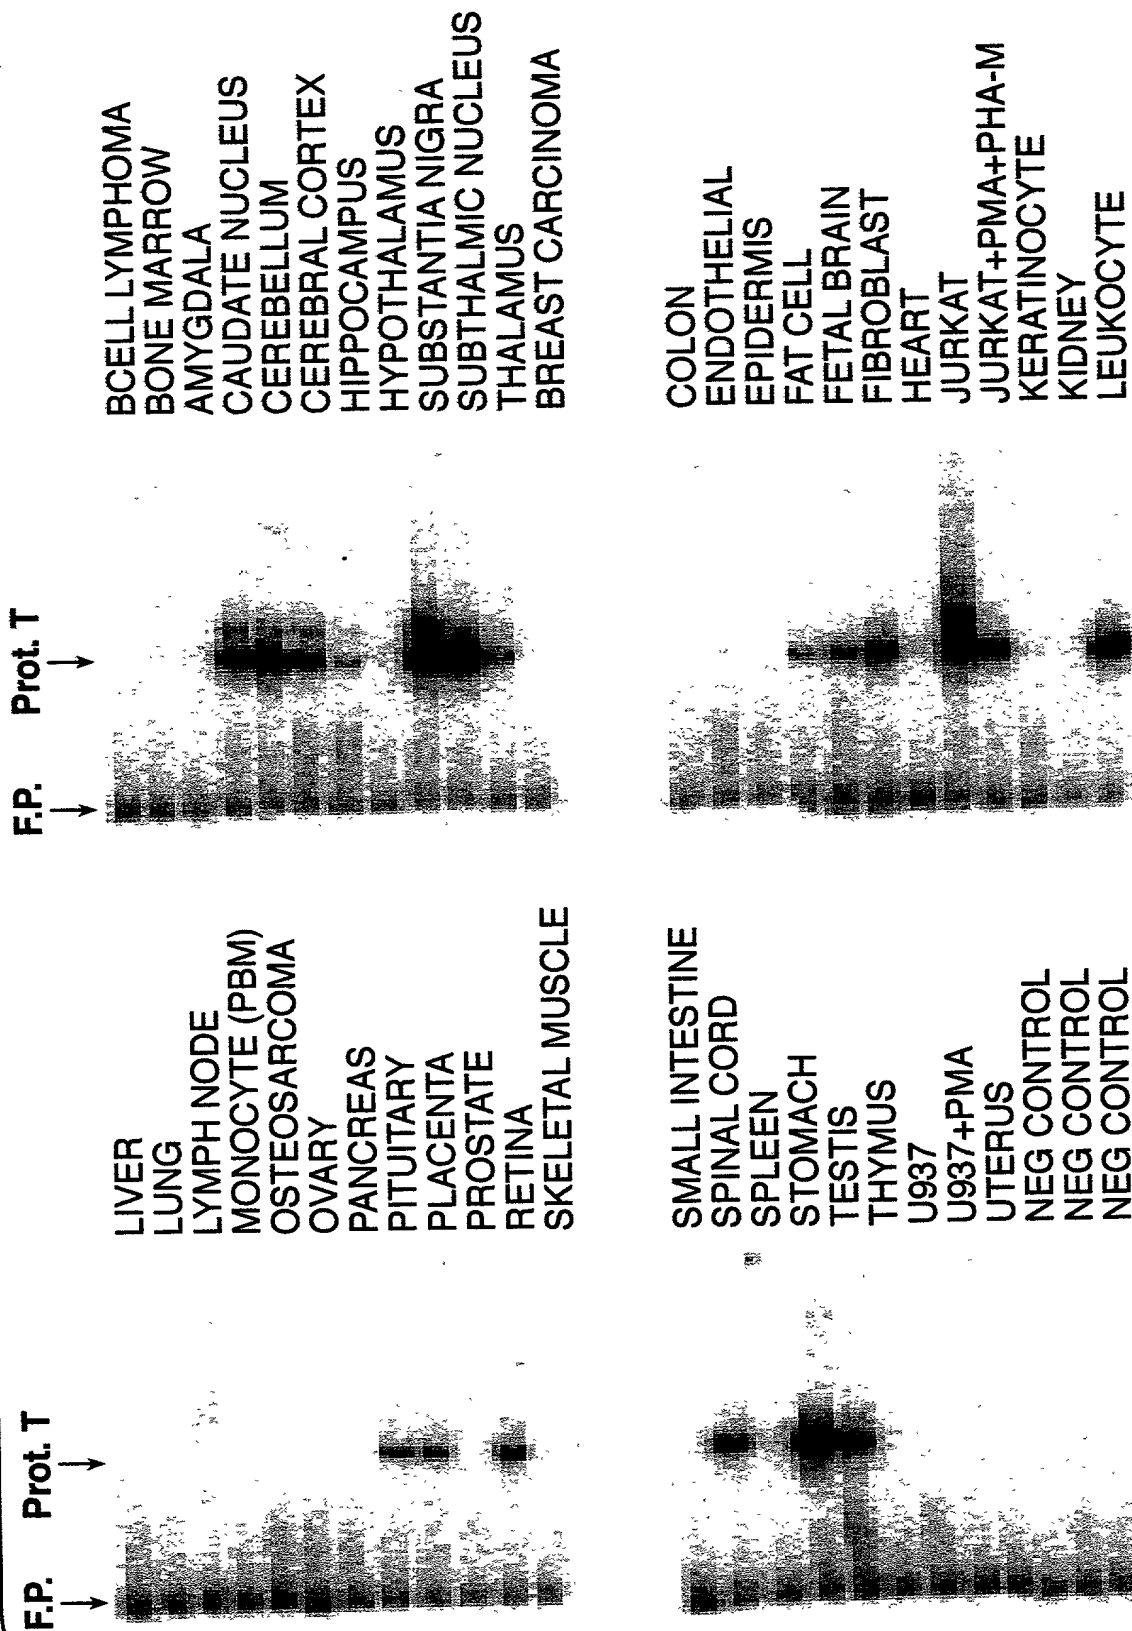 F.P.
Prot. T
BCELL LYMPHOMA
BONE MARROW
AMYGDALA
CAUDATE NUCLEUS
CEREBELLUM
CEREBRAL CORTEX
HIPPOCAMPUS
HYPOTHALAMUS
SUBSTANTIA NIGRA
SUBTHALMIC NUCLEUS
THALAMUS
BREAST CARCINOMA
COLON
ENDOTHELIAL
EPIDERMIS
FAT CELL
FETAL BRAIN
FIBROBLAST
HEART
JURKAT
JURKAT+PMA+PHA-M
KERATINOCYTE
KIDNEY
LEUKOCYTE
F.P.
Prot. T
LIVER
LUNG
LYMPH NODE
MONOCYTE (PBM)
OSTEOSARCOMA
OVARY
PANCREAS
PITUITARY
PLACENTA
PROSTATE
RETINA
SKELETAL MUSCLE
SMALL INTESTINE
SPINAL CORD
SPLEEN
STOMACH
TESTIS
THYMUS
U937
U937+PMA
UTERUS
NEG CONTROL
NEG CONTROL
NEG CONTROL